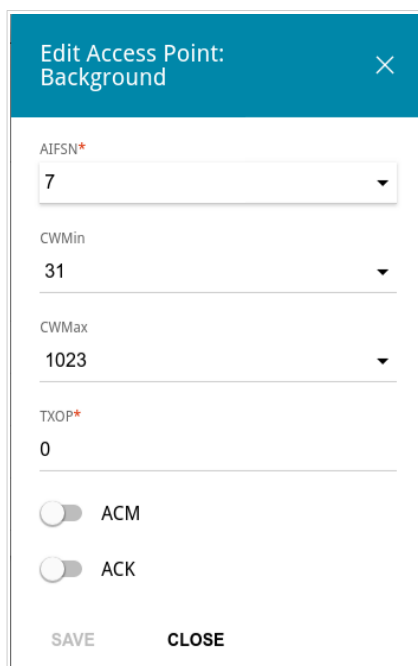 Edit Access Point:
Background
AIFSN*
7
CWMin
31
CWMax
1023
TXOP*
0
ACM
ACK
SAVE CLOSE